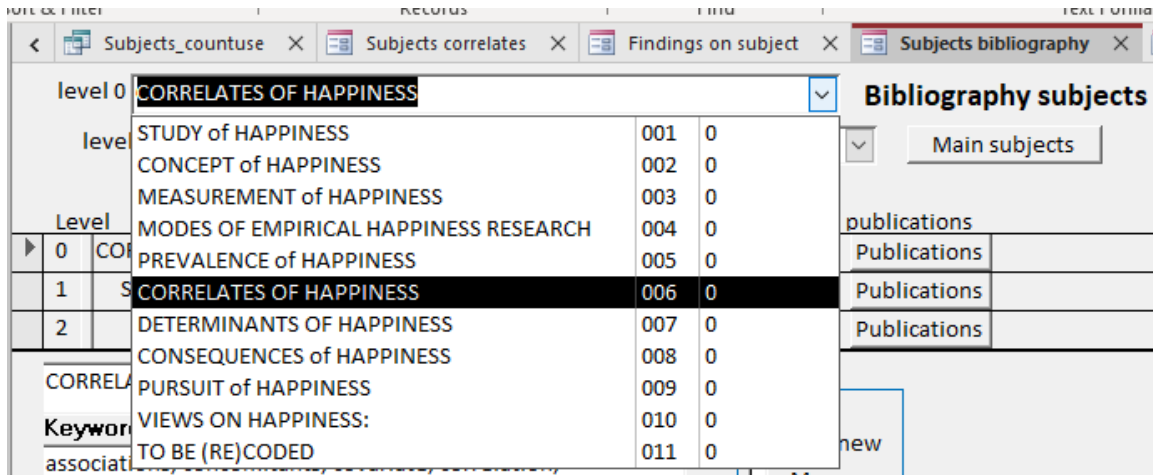 Records
Find
Subjects_countuse
Subjects correlates
Findings on subject
Subjects bibliography
level 0 CORRELATES OF HAPPINESS
Bibliography subjects
level
Main subjects
STUDY of HAPPINESS 001 0
CONCEPT of HAPPINESS 002 0
MEASUREMENT of HAPPINESS 003 0
MODES OF EMPIRICAL HAPPINESS RESEARCH 004 0
PREVALENCE of HAPPINESS 005 0
CORRELATES OF HAPPINESS 006 0
DETERMINANTS OF HAPPINESS 007 0
CONSEQUENCES of HAPPINESS 008 0
PURSUIT of HAPPINESS 009 0
VIEWS ON HAPPINESS: 010 0
TO BE (RE)CODED 011 0
Level
publications
0
Publications
1 S
Publications
2
Publications
new